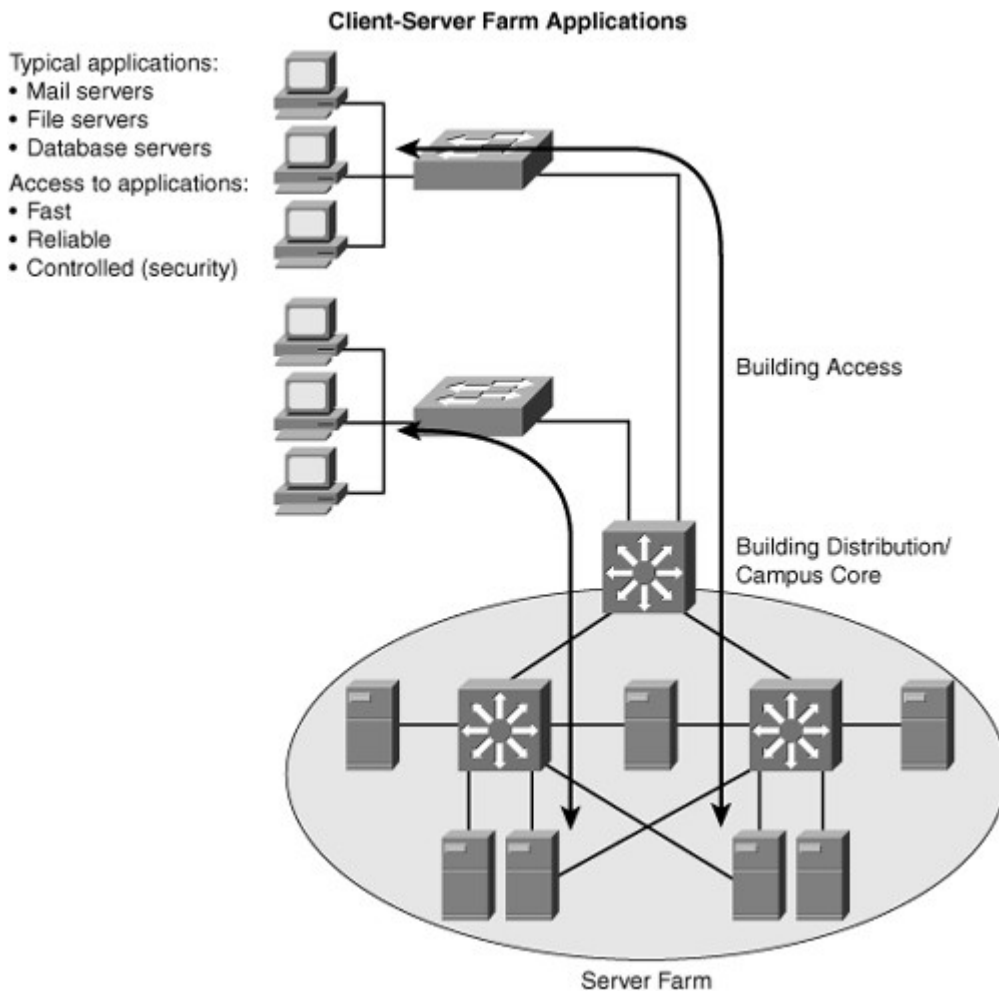 Client-Server Farm Applications
Typical applications:
• Mail servers
• File servers
• Database servers
Access to applications:
• Fast
• Reliable
• Controlled (security)
Building Access
Building Distribution/
Campus Core
Server Farm